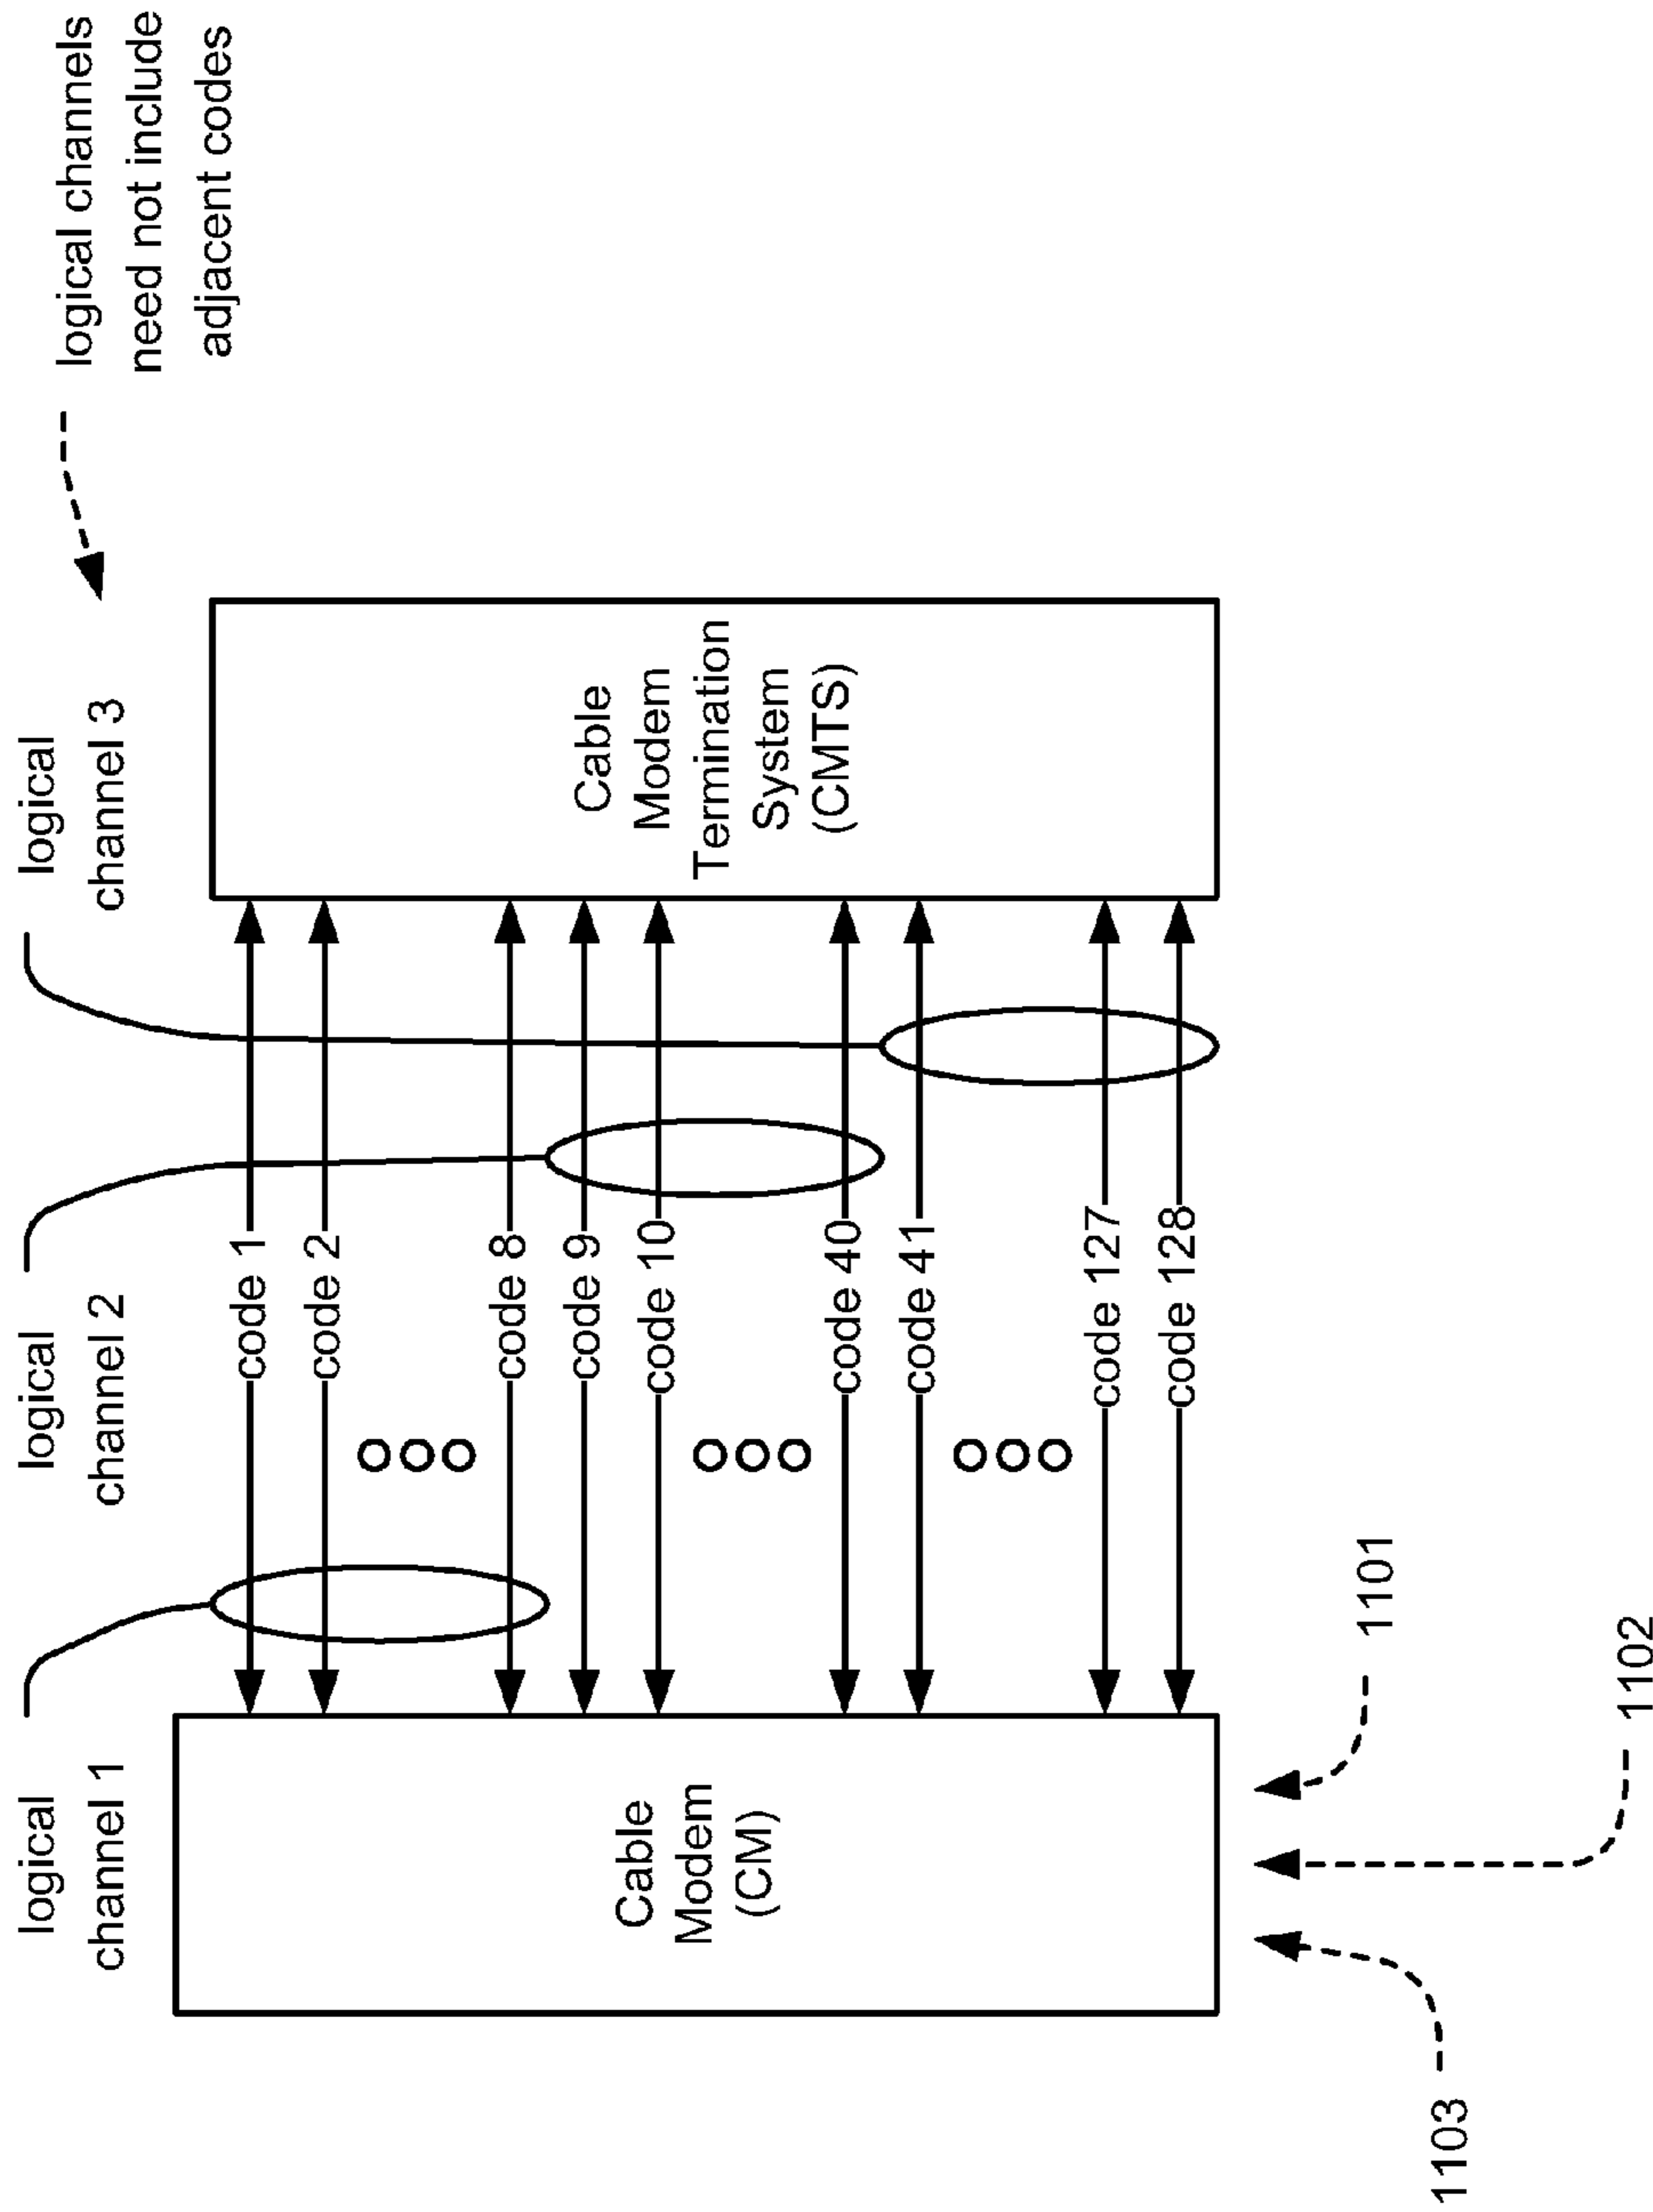 logical
channel 1
logical
channel 2
logical
channel 3
logical channels
need not include
adjacent codes
code 1
code 2
code 8
code 9
code 10
code 40
code 41
code 127
code 128
Cable
Modem
(CM)
Cable
Modem
Termination
System
(CMTS)
1103
1102
1101